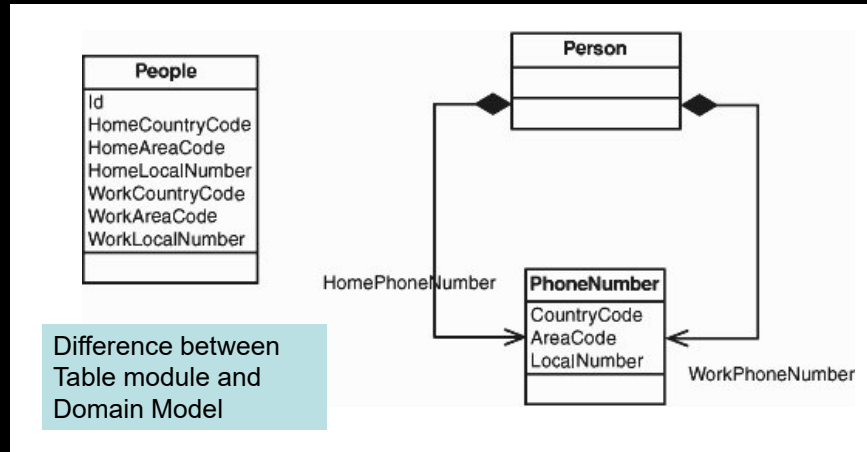 People
Id
HomeCountryCode
HomeAreaCode
HomeLocalNumber
WorkCountryCode
WorkAreaCode
WorkLocalNumber
Person
HomePhoneNumber
PhoneNumber
CountryCode
AreaCode
LocalNumber
WorkPhoneNumber
Difference between
Table module and
Domain Model